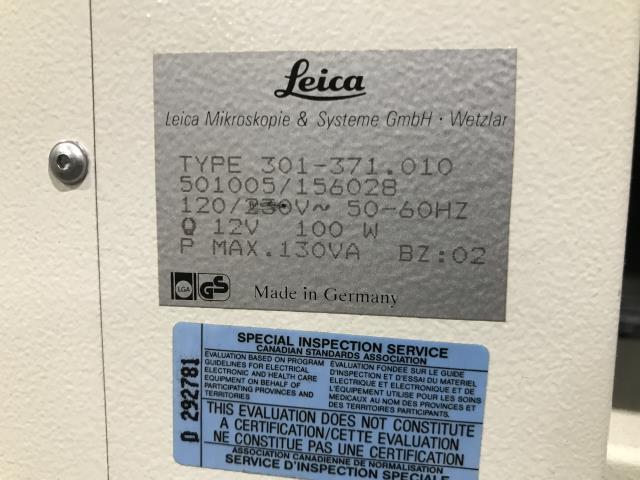 Leica
Leica Mikroskopie & Systeme GmbH · Wetzlar
TYPE 301-371.010
501005/156028
120/230V~ 50-60HZ
12V 100 W
P MAX.130VA BZ:02
LGA GS Made in Germany
SPECIAL INSPECTION SERVICE
CANADIAN STANDARDS ASSOCIATION
EVALUATION BASED ON PROGRAM
GUIDELINES FOR ELECTRICAL
ELECTRONIC AND HEALTH CARE
EQUIPMENT ON BEHALF OF
PARTICIPATING PROVINCES AND
TERRITORIES
EVALUATION FONDÉE SUR LE GUIDE
D'INSPECTION ET D'ESSAI DU MATERIEL
ELECTRIQUE ET ELECTRONIQUE ET DE
L'EQUIPEMENT UTILISE POUR LES SOINS
MEDICAUX AU NOM DES PROVINCES ET
DES TERRITOIRES PARTICIPANTS.
D 292781
THIS EVALUATION DOES NOT CONSTITUTE
A CERTIFICATION/CETTE EVALUATION
NE CONSTITUE PAS UNE CERTIFICATION
ASSOCIATION CANADIENNE DE NORMALISATION
SERVICE D'INSPECTION SPECIALE